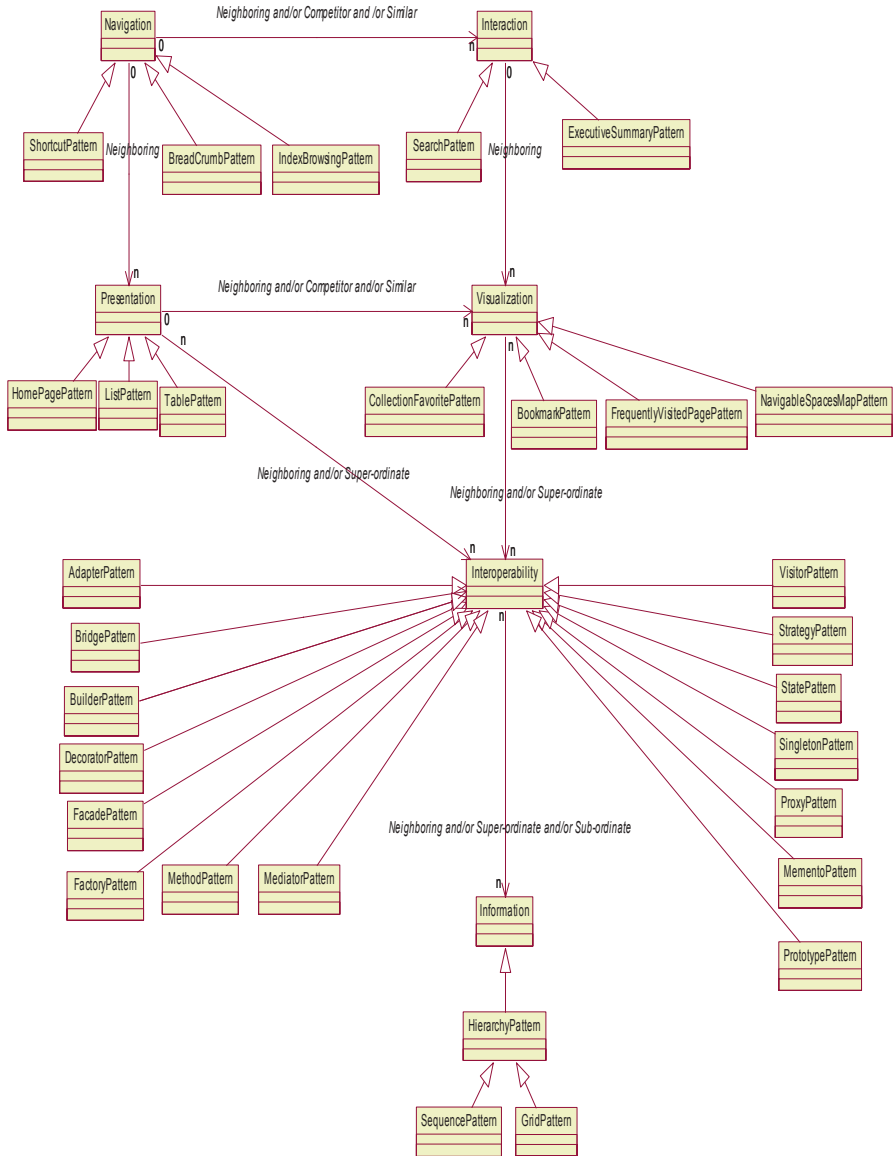 Neighboring and/or Competitor and /or Similar
Navigation
Interaction
0
n
0
0
ShortcutPattern
Neighboring
BreadCrumbPattern
IndexBrowsingPattern
SearchPattern
Neighboring
ExecutiveSummaryPattern
n
n
Neighboring and/or Competitor and/or Similar
Presentation
Visualization
0
n
n
n
HomePagePattern
ListPattern
TablePattern
CollectionFavoritePattern
BookmarkPattern
FrequentlyVisitedPagePattern
NavigableSpacesMapPattern
Neighboring and/or Super-ordinate
Neighboring and/or Super-ordinate
n
n
AdapterPattern
Interoperability
VisitorPattern
n
BridgePattern
StrategyPattern
BuilderPattern
StatePattern
DecoratorPattern
SingletonPattern
FacadePattern
ProxyPattern
Neighboring and/or Super-ordinate and/or Sub-ordinate
FactoryPattern
MethodPattern
MediatorPattern
MementoPattern
n
Information
PrototypePattern
HierarchyPattern
SequencePattern
GridPattern